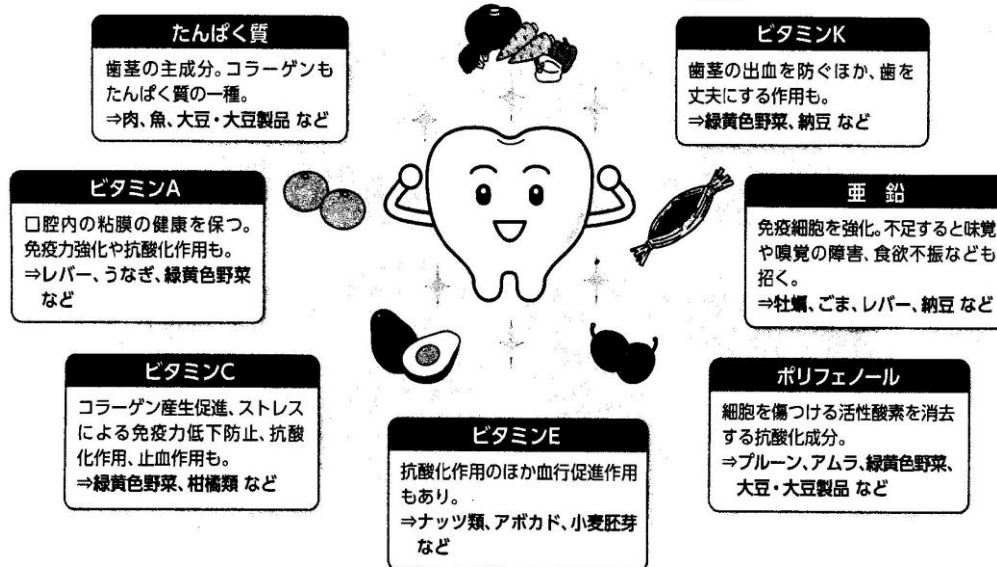 たんぱく質
歯茎の主成分。コラーゲンも
たんぱく質の一種。
⇒肉、魚、大豆・大豆製品 など
ビタミンK
歯茎の出血を防ぐほか、歯を
丈夫にする作用も。
⇒緑黄色野菜、納豆 など
ビタミンA
口腔内の粘膜の健康を保つ。
免疫力強化や抗酸化作用も。
⇒レバー、うなぎ、緑黄色野菜
など
亜 鉛
免疫細胞を強化。不足すると味覚
や嗅覚の障害、食欲不振なども
招く。
⇒牡蠣、ごま、レバー、納豆 など
ビタミンC
コラーゲン産生促進、ストレス
による免疫力低下防止、抗酸
化作用、止血作用も。
⇒緑黄色野菜、柑橘類 など
ビタミンE
抗酸化作用のほか血行促進作用
もあり。
⇒ナッツ類、アボカド、小麦胚芽
など
ポリフェノール
細胞を傷つける活性酸素を消去
する抗酸化成分。
⇒プルーン、アムラ、緑黄色野菜、
大豆・大豆製品 など